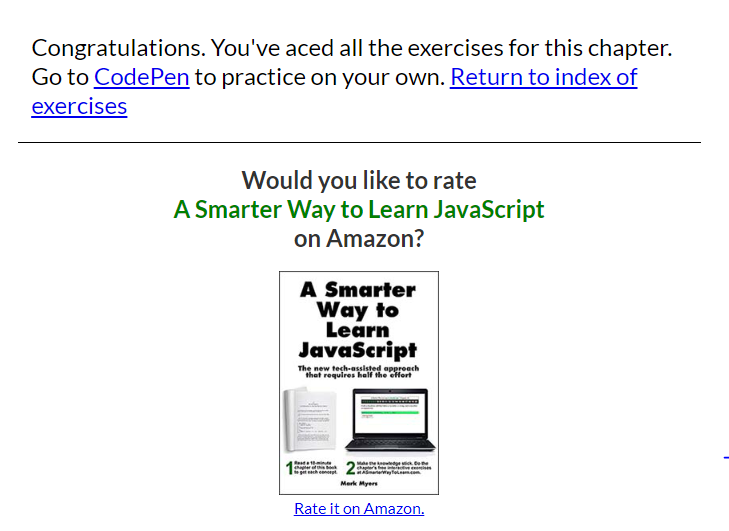 Congratulations. You've aced all the exercises for this chapter.
Go to CodePen to practice on your own. Return to index of
exercises
Would you like to rate
A Smarter Way to Learn JavaScript
on Amazon?
A Smarter
Way to
Learn
JavaScript
The new tech-assisted approach
that requires half the effort
1 Read a 10-minute
chapter of this book
to get each concept.
2 Make the knowledge stick. Do the
chapter's free interactive exercises
at ASmarterWayToLearn.com.
Mark Myers
Rate it on Amazon.